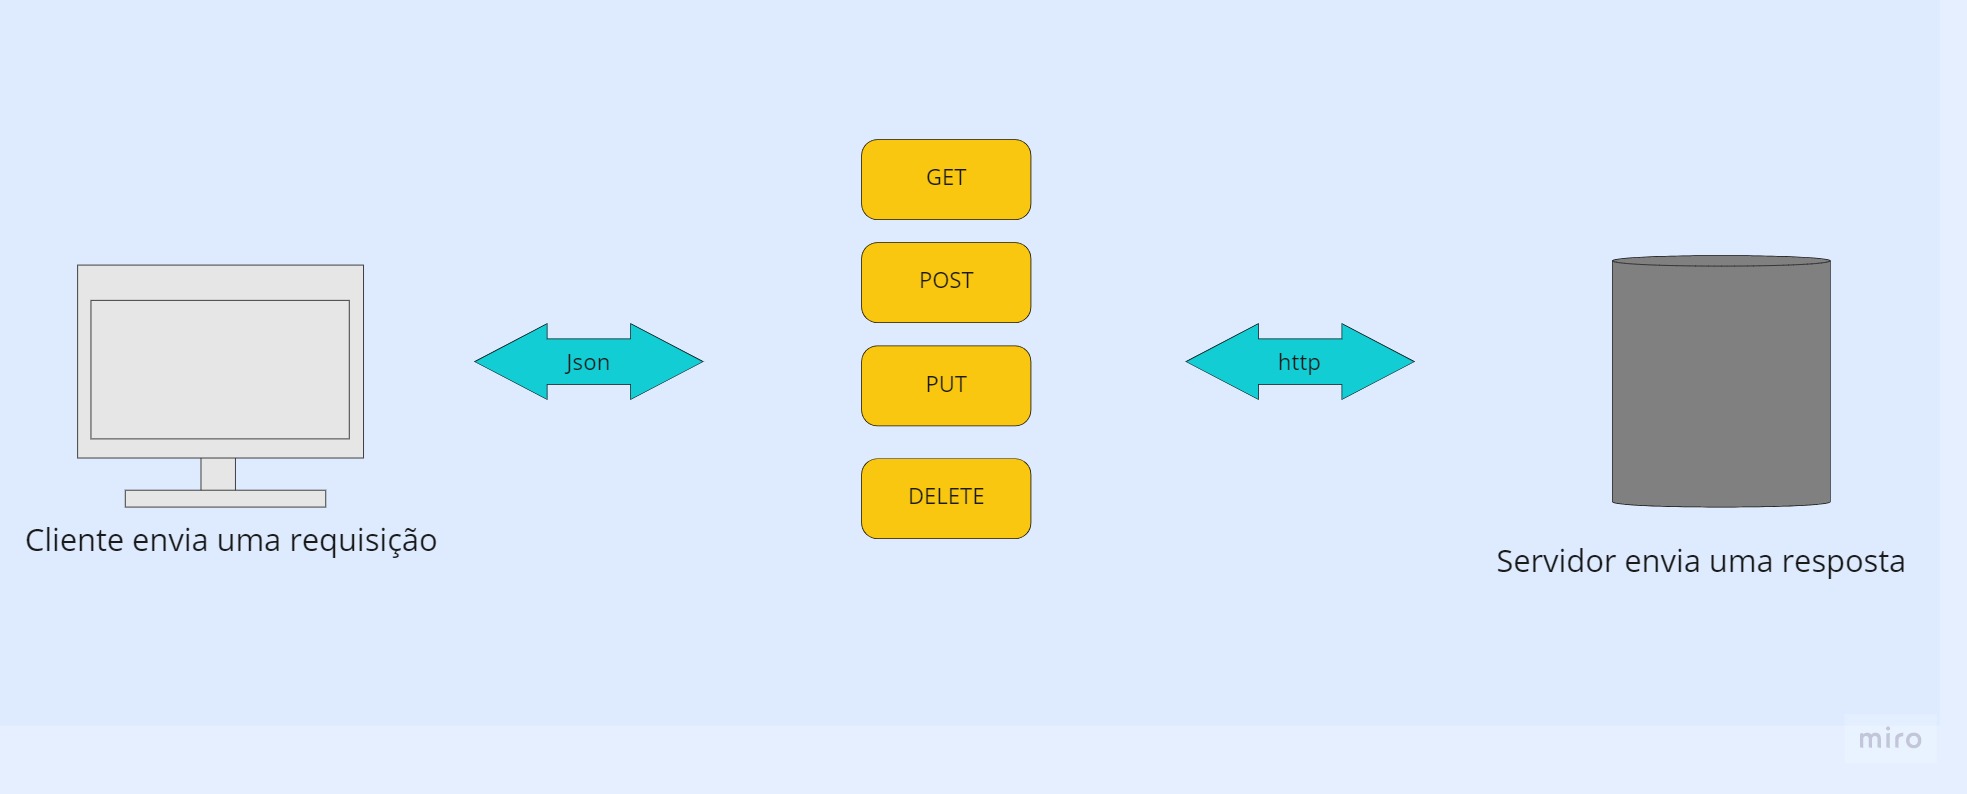 GET
POST
Json
http
PUT
DELETE
Cliente envia uma requisição
Servidor envia uma resposta
miro